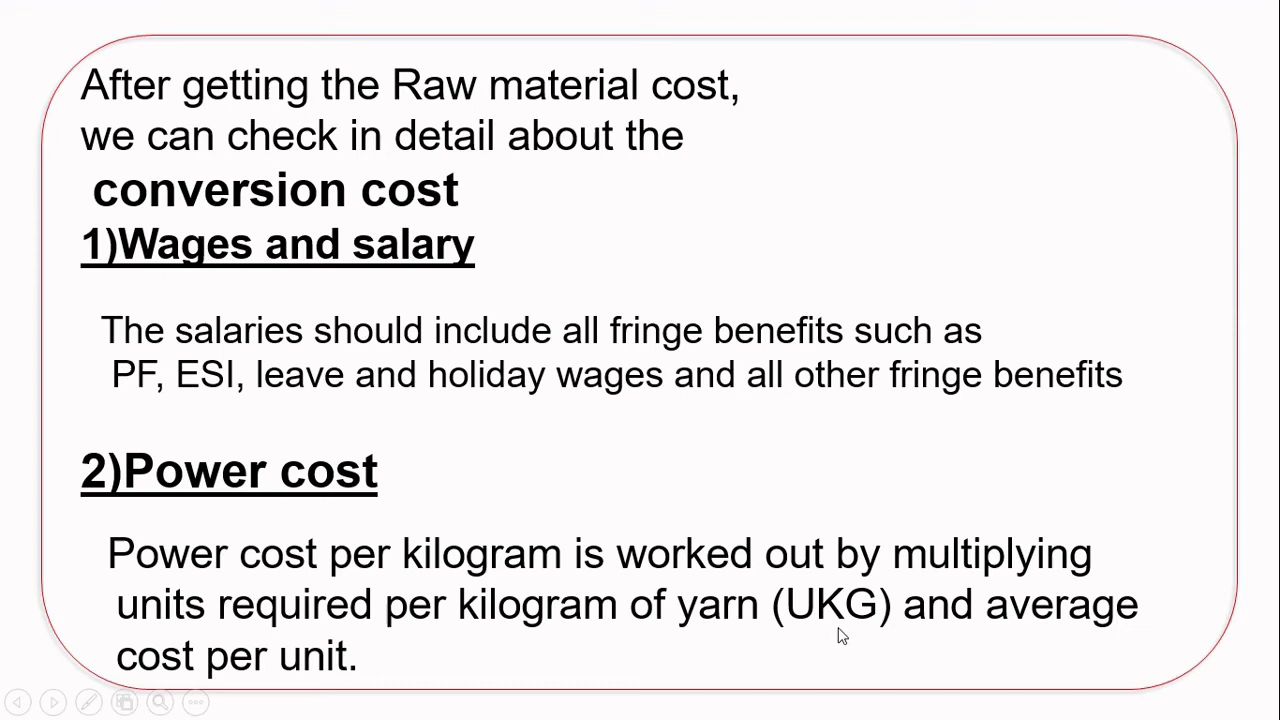 After getting the Raw material cost,
we can check in detail about the
conversion cost
1)Wages and salary
The salaries should include all fringe benefits such as
PF, ESI, leave and holiday wages and all other fringe benefits
2)Power cost
Power cost per kilogram is worked out by multiplying
units required per kilogram of yarn (UKG) and average
cost per unit.